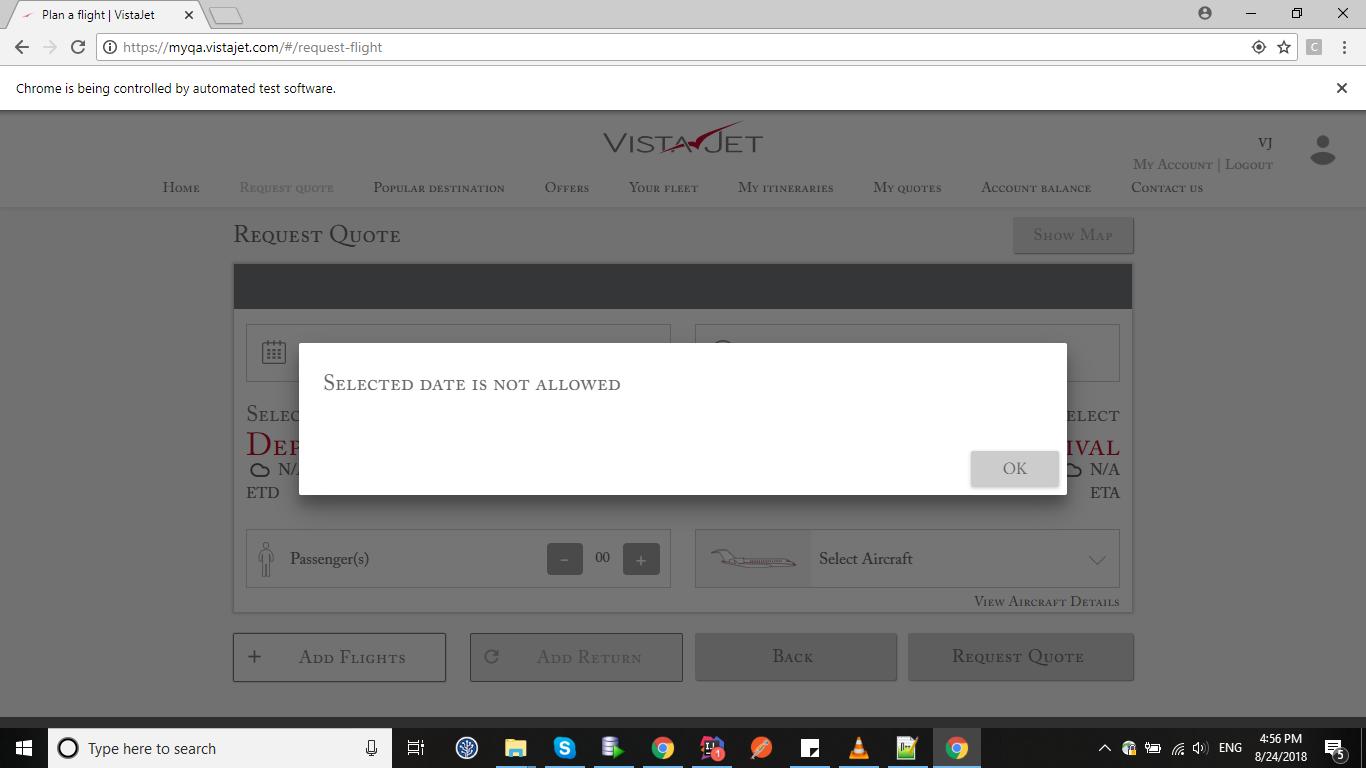 Plan a flight | VistaJet
https://myqa.vistajet.com/#/request-flight
C
Chrome is being controlled by automated test software.
VISTAJET
VJ
MY ACCOUNT | LOGOUT
HOME REQUEST QUOTE POPULAR DESTINATION OFFERS YOUR FLEET MY ITINERARIES MY QUOTES ACCOUNT BALANCE CONTACT US
REQUEST QUOTE
SHOW MAP
SELECTED DATE IS NOT ALLOWED
OK
N/A
ETD
ETA
Passenger(s)
-
00
+
Select Aircraft
VIEW AIRCRAFT DETAILS
+ ADD FLIGHTS
ADD RETURN
BACK
REQUEST QUOTE
Type here to search
1
ENG
4:56 PM
8/24/2018
5